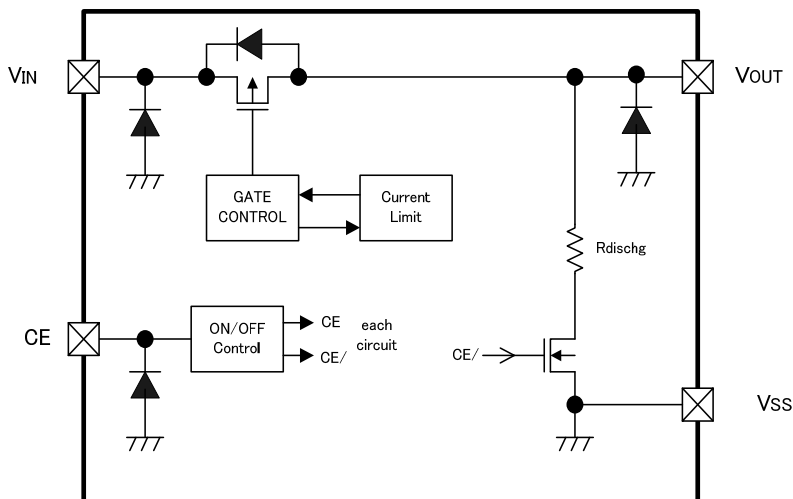 VIN
VOUT
GATE
CONTROL
Current
Limit
Rdischg
CE
ON/OFF
Control
CE
CE/
each
circuit
CE/
VSS